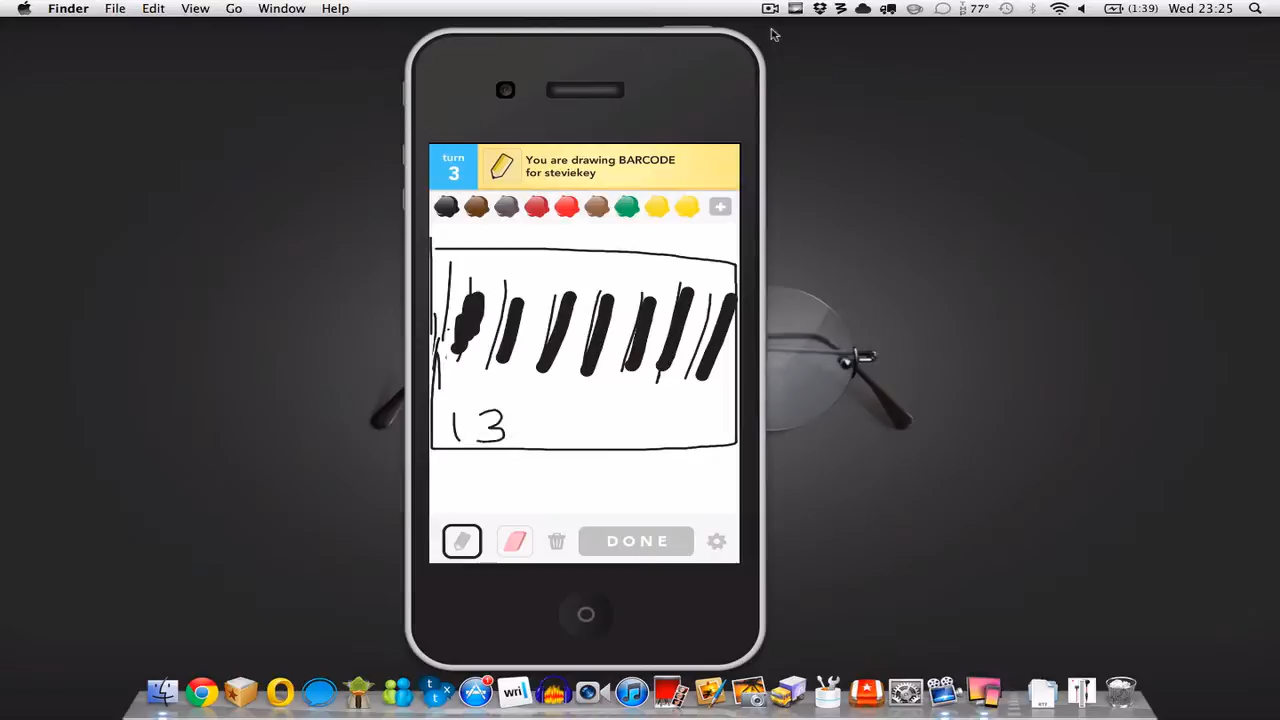 Finder File Edit View Go Window Help 77° (1:39) Wed 23:25
turn
3
You are drawing BARCODE
for steviekey
13
DONE
wri